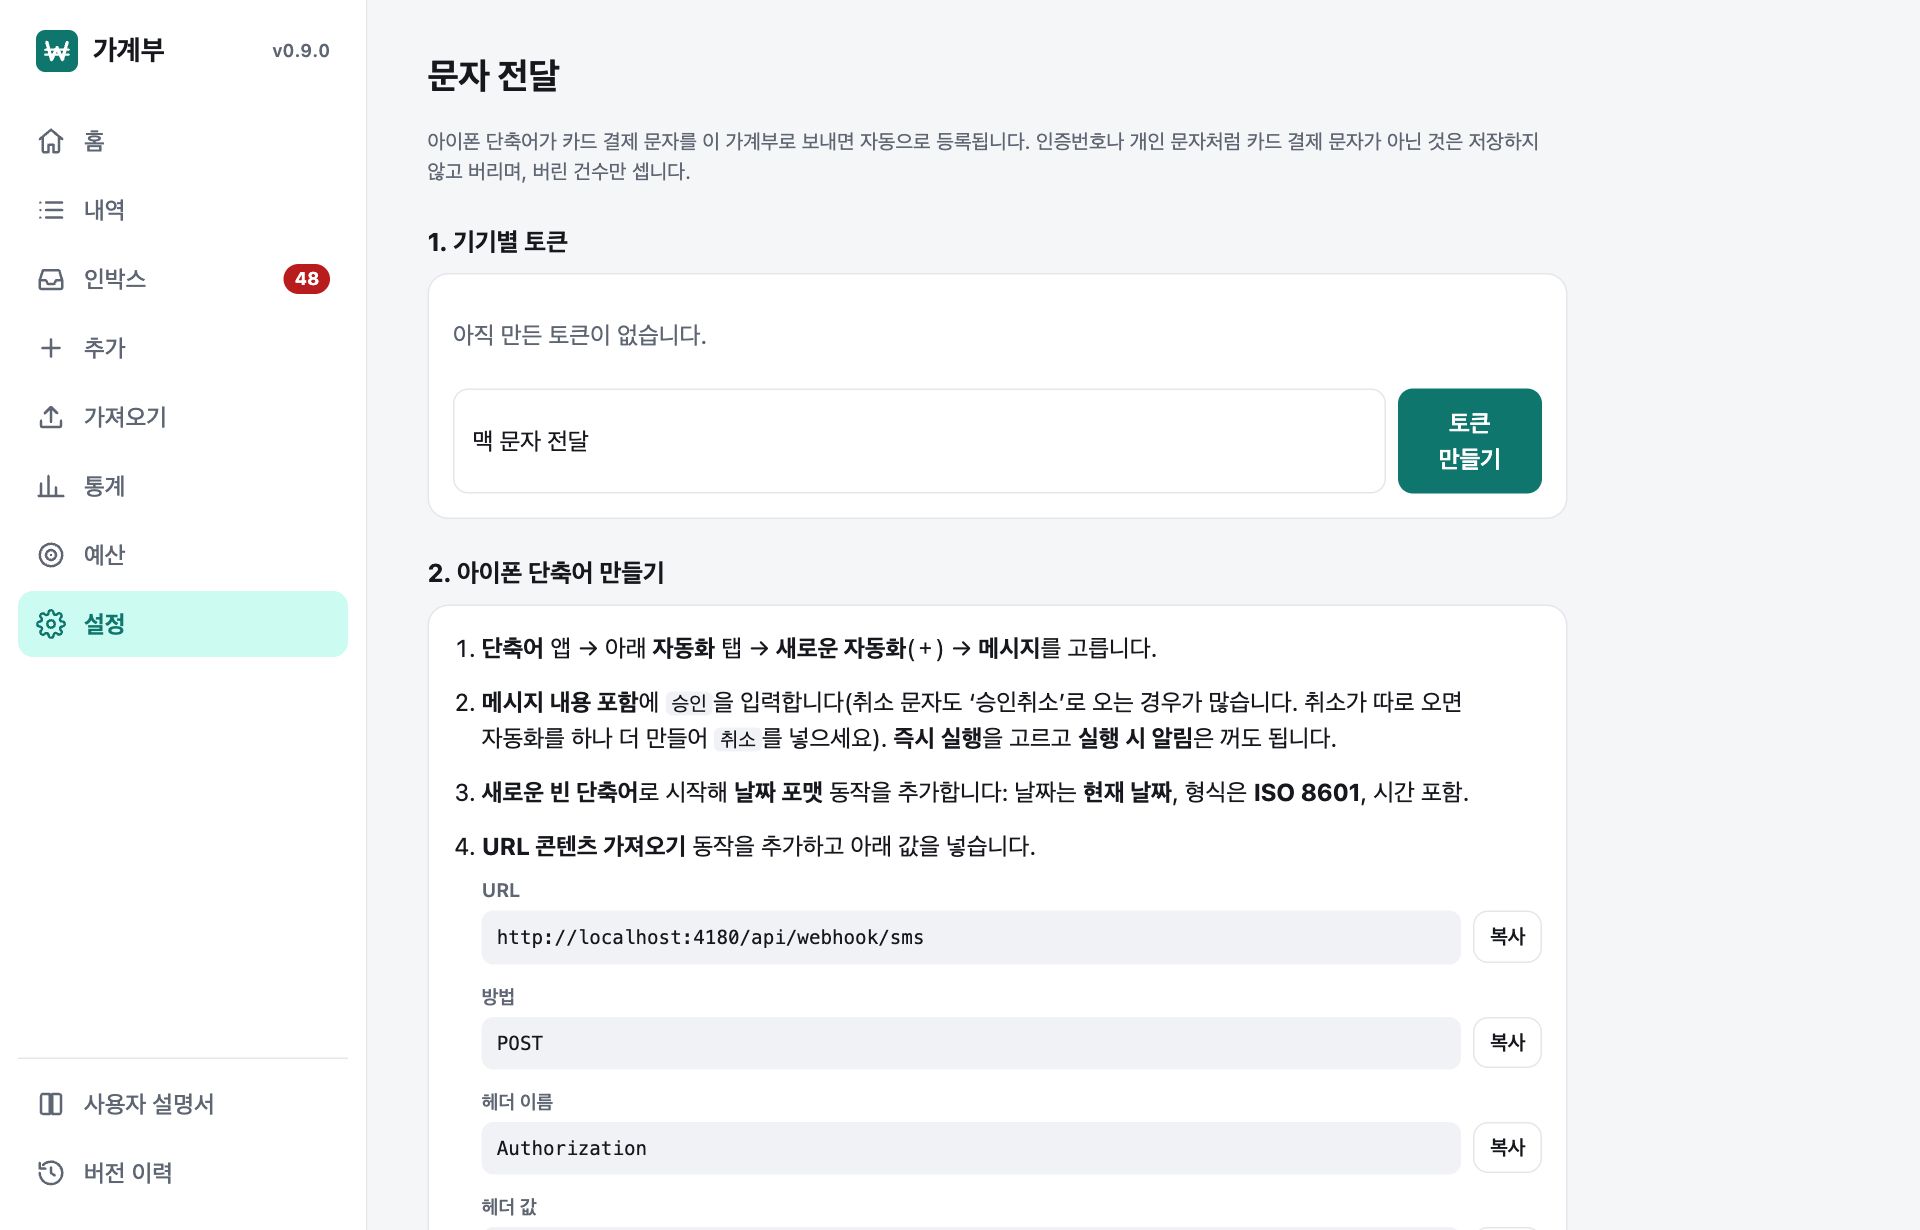 가계부
v0.9.0
홈
내역
인박스
48
추가
가져오기
통계
예산
설정
사용자 설명서
버전 이력
문자 전달
아이폰 단축어가 카드 결제 문자를 이 가계부로 보내면 자동으로 등록됩니다. 인증번호나 개인 문자처럼 카드 결제 문자가 아닌 것은 저장하지
않고 버리며, 버린 건수만 셉니다.
1. 기기별 토큰
아직 만든 토큰이 없습니다.
맥 문자 전달
토큰
만들기
2. 아이폰 단축어 만들기
1. 단축어 앱 → 아래 자동화 탭 → 새로운 자동화(+) → 메시지를 고릅니다.
2. 메시지 내용 포함에 승인을 입력합니다(취소 문자도 ‘승인취소’로 오는 경우가 많습니다. 취소가 따로 오면
자동화를 하나 더 만들어 취소를 넣으세요). 즉시 실행을 고르고 실행 시 알림은 꺼도 됩니다.
3. 새로운 빈 단축어로 시작해 날짜 포맷 동작을 추가합니다: 날짜는 현재 날짜, 형식은 ISO 8601, 시간 포함.
4. URL 콘텐츠 가져오기 동작을 추가하고 아래 값을 넣습니다.
URL
http://localhost:4180/api/webhook/sms
복사
방법
POST
복사
헤더 이름
Authorization
복사
헤더 값